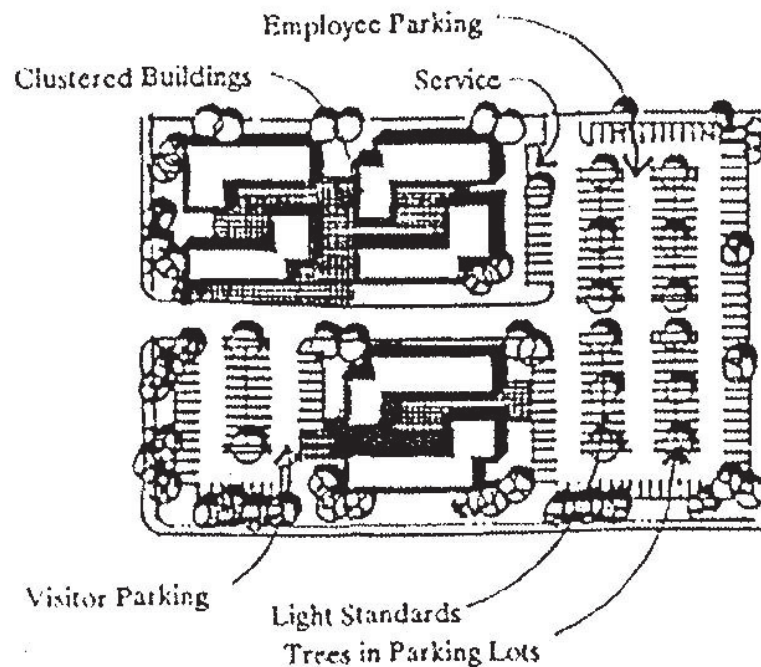 Employee Parking
Clustered Buildings
Service
Visitor Parking
Light Standards
Trees in Parking Lots